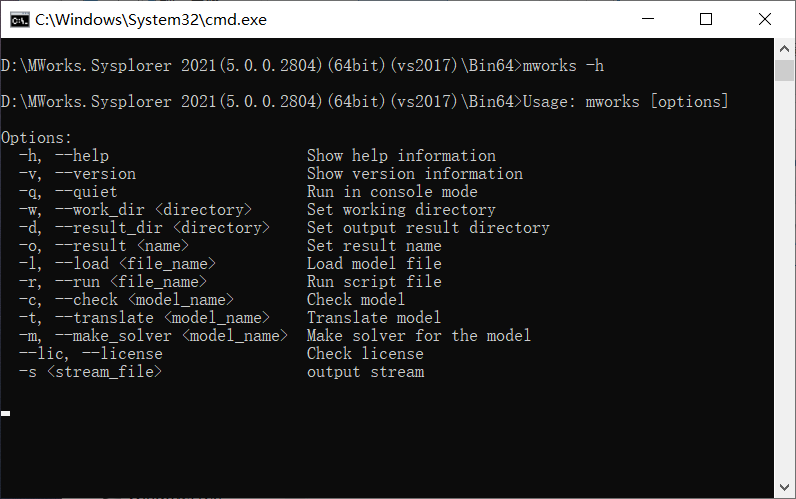 C:\Windows\System32\cmd.exe
D:\MWorks.Sysplorer 2021(5.0.0.2804)(64bit)(vs2017)\Bin64>mworks -h
D:\MWorks.Sysplorer 2021(5.0.0.2804)(64bit)(vs2017)\Bin64>Usage: mworks [options]
Options:
-h, --help Show help information
-v, --version Show version information
-q, --quiet Run in console mode
-w, --work_dir <directory> Set working directory
-d, --result_dir <directory> Set output result directory
-o, --result <name> Set result name
-l, --load <file_name> Load model file
-r, --run <file_name> Run script file
-c, --check <model_name> Check model
-t, --translate <model_name> Translate model
-m, --make_solver <model_name> Make solver for the model
--lic, --license Check license
-s <stream_file> output stream